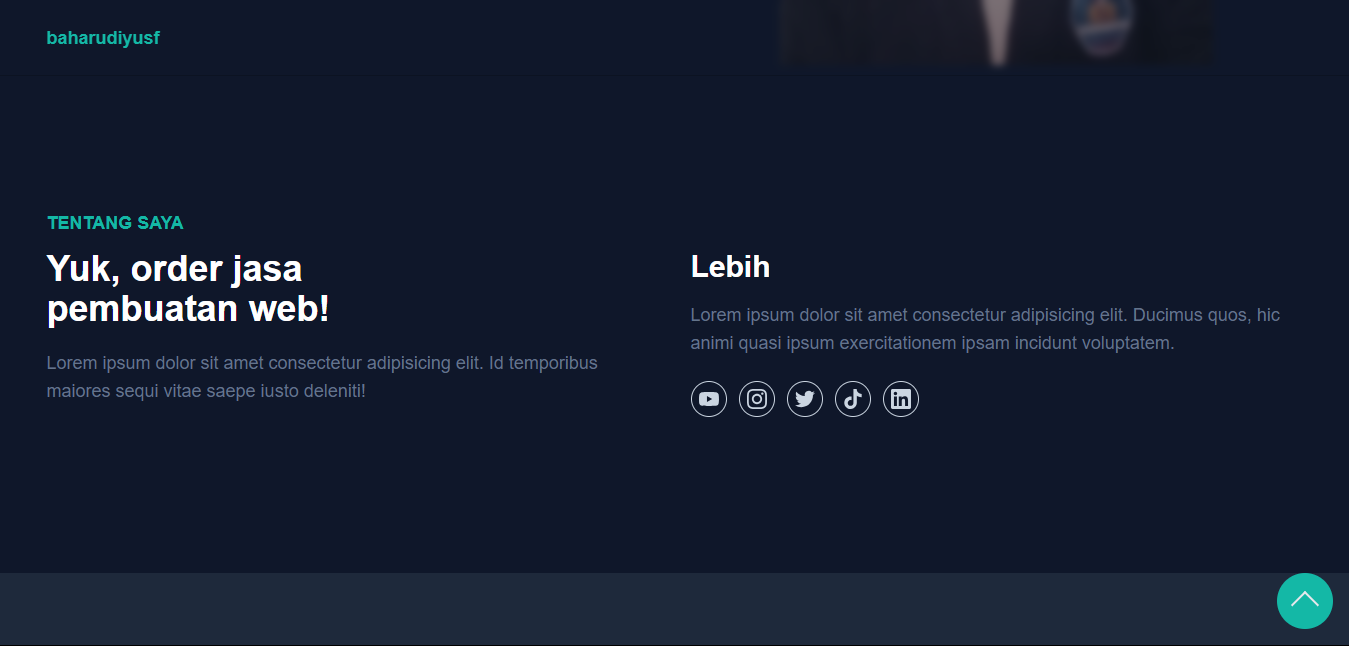 baharudiyusf
TENTANG SAYA
Yuk, order jasa
pembuatan web!
Lorem ipsum dolor sit amet consectetur adipisicing elit. Id temporibus
maiores sequi vitae saepe iusto deleniti!
Lebih
Lorem ipsum dolor sit amet consectetur adipisicing elit. Ducimus quos, hic
animi quasi ipsum exercitationem ipsam incidunt voluptatem.